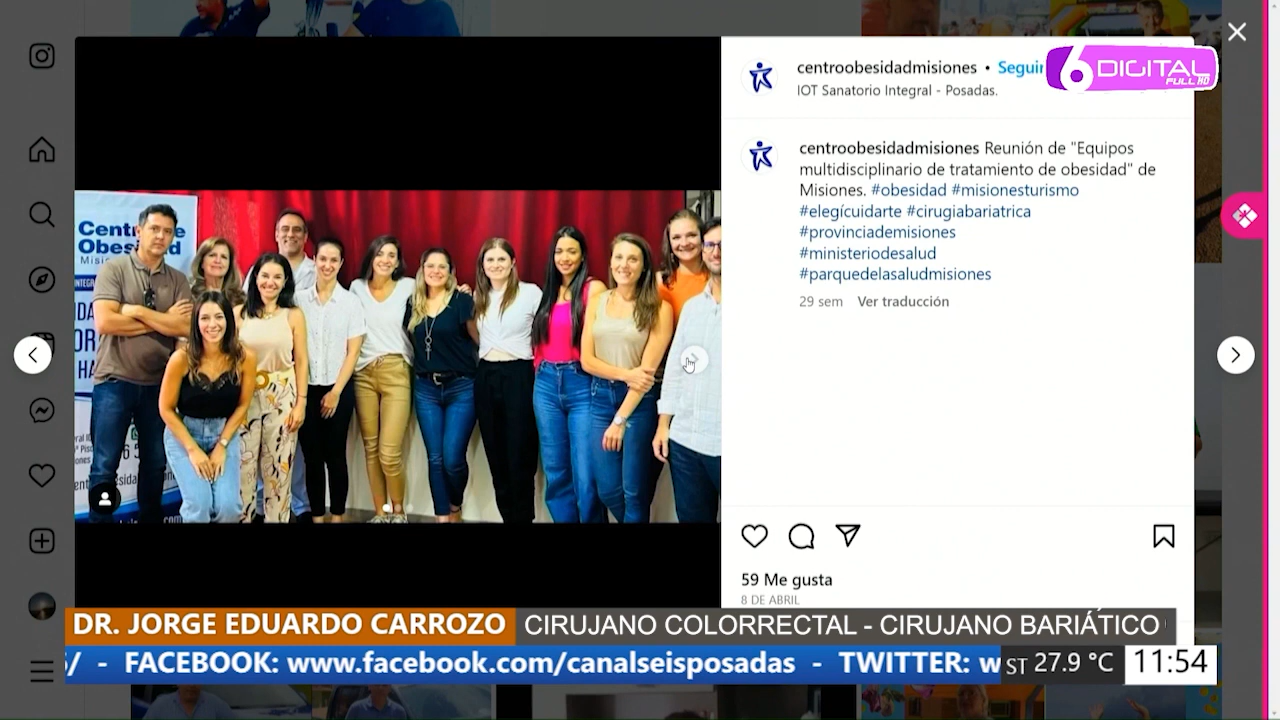 centroobesidadmisiones • Seguir
IOT Sanatorio Integral - Posadas.
6 DIGITAL
FULL HD
centroobesidadmisiones Reunión de "Equipos
multidisciplinario de tratamiento de obesidad" de
Misiones. #obesidad #misionesturismo
#elegícuidarte #cirugiabariatrica
#provinciademisiones
#ministeriodesalud
#parquedelasaludmisiones
29 sem Ver traducción
Obesidad
59 Me gusta
8 DE ABRIL
DR. JORGE EDUARDO CARROZO CIRUJANO COLORRECTAL - CIRUJANO BARIÁTICO
/ - FACEBOOK: www.facebook.com/canalseisposadas - TWITTER: w
ST 27.9 °C 11:54